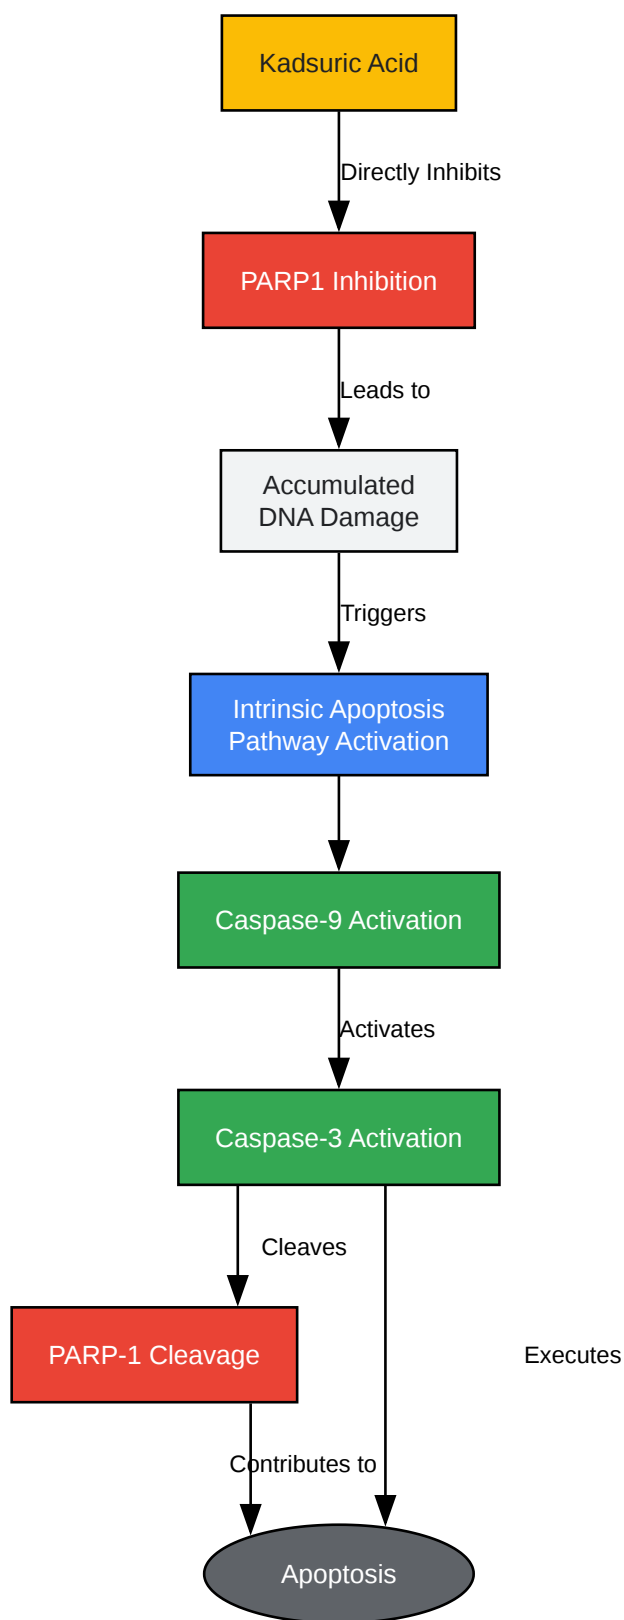 Kadsuric Acid
Directly Inhibits
PARP1 Inhibition
Leads to
Accumulated
DNA Damage
Triggers
Intrinsic Apoptosis
Pathway Activation
Caspase-9 Activation
Activates
Caspase-3 Activation
Cleaves
PARP-1 Cleavage
Executes
Contributes to
Apoptosis